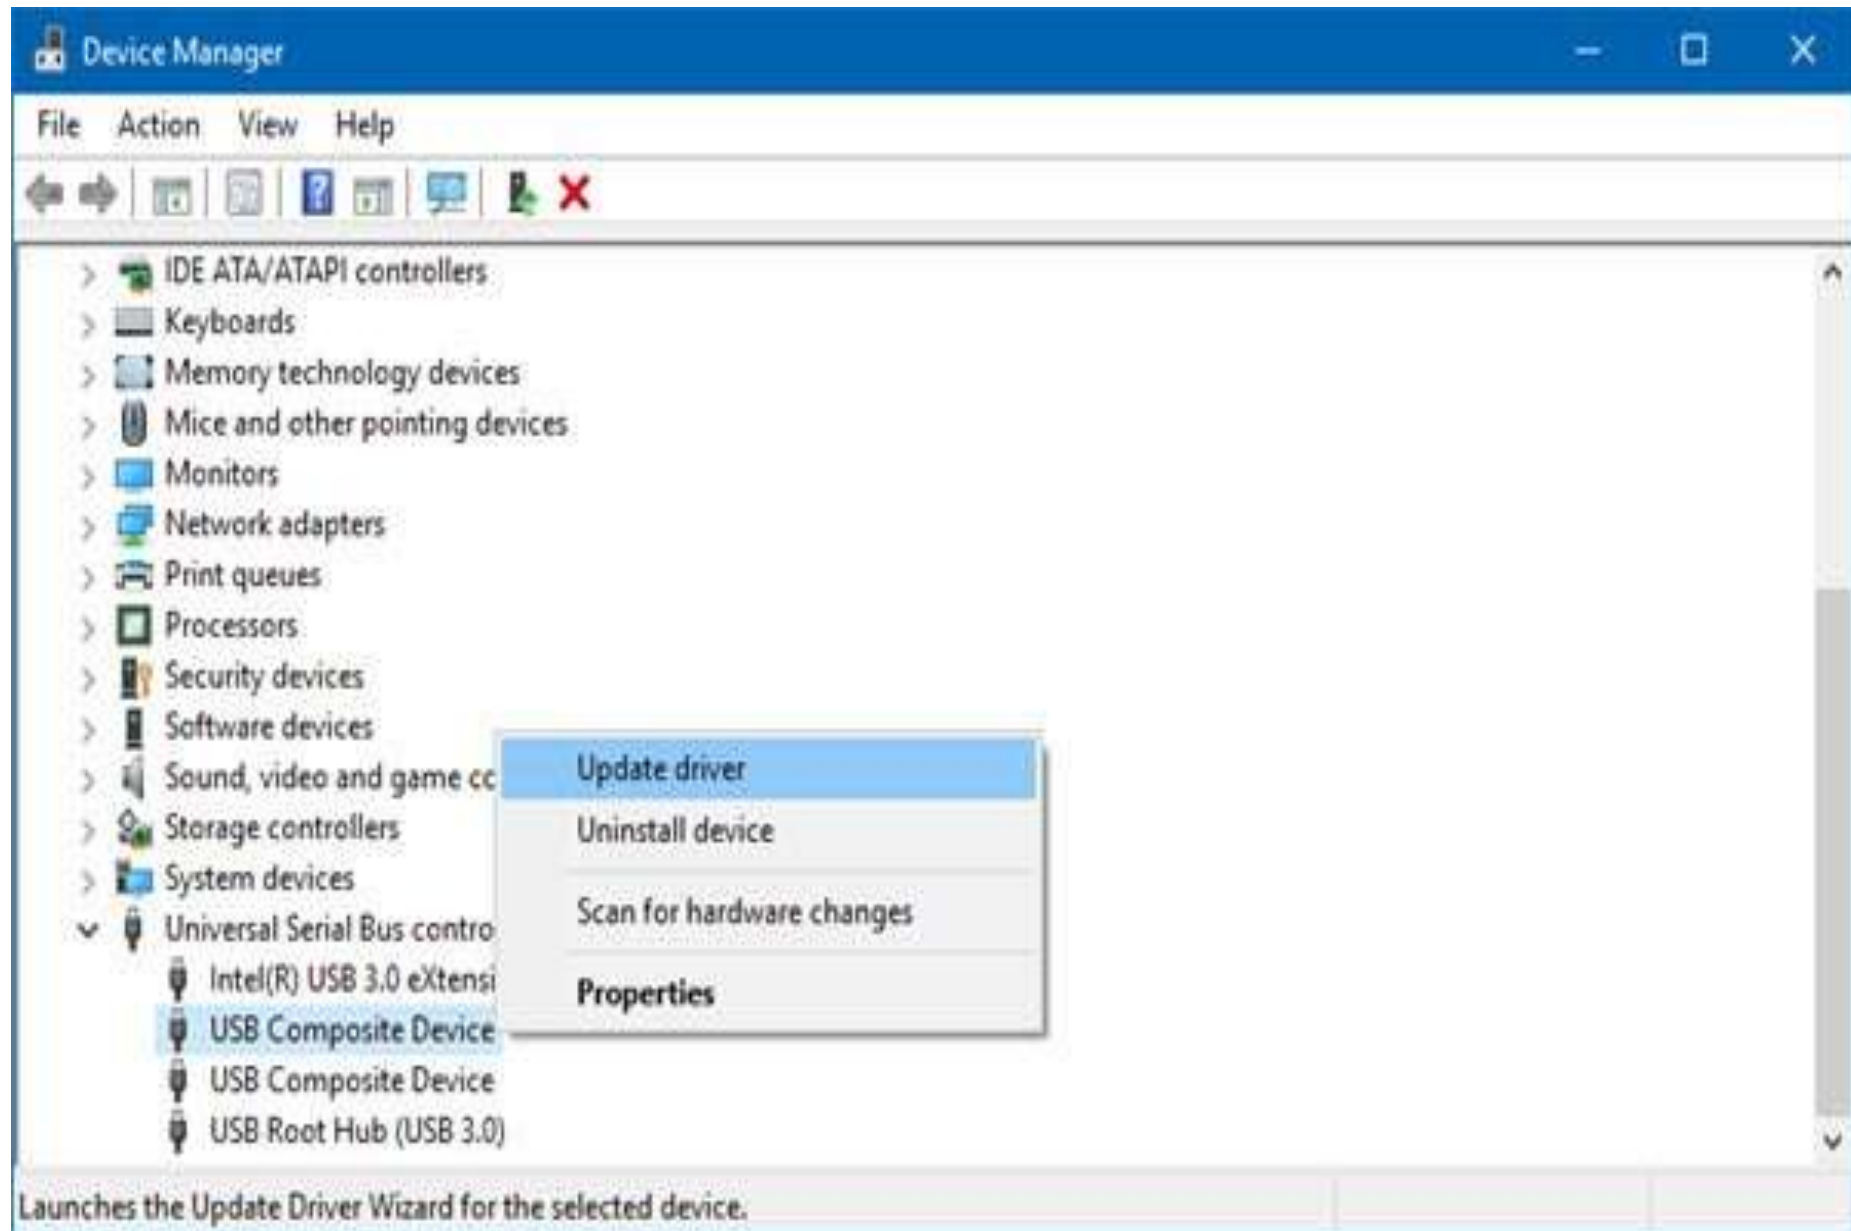 Device Manager
File Action View Help
IDE ATA/ATAPI controllers
Keyboards
Memory technology devices
Mice and other pointing devices
Monitors
Network adapters
Print queues
Processors
Security devices
Software devices
Sound, video and game cc
Storage controllers
System devices
Universal Serial Bus contro
Intel(R) USB 3.0 eXtensi
USB Composite Device
USB Composite Device
USB Root Hub (USB 3.0)
Update driver
Uninstall device
Scan for hardware changes
Properties
Launches the Update Driver Wizard for the selected device.